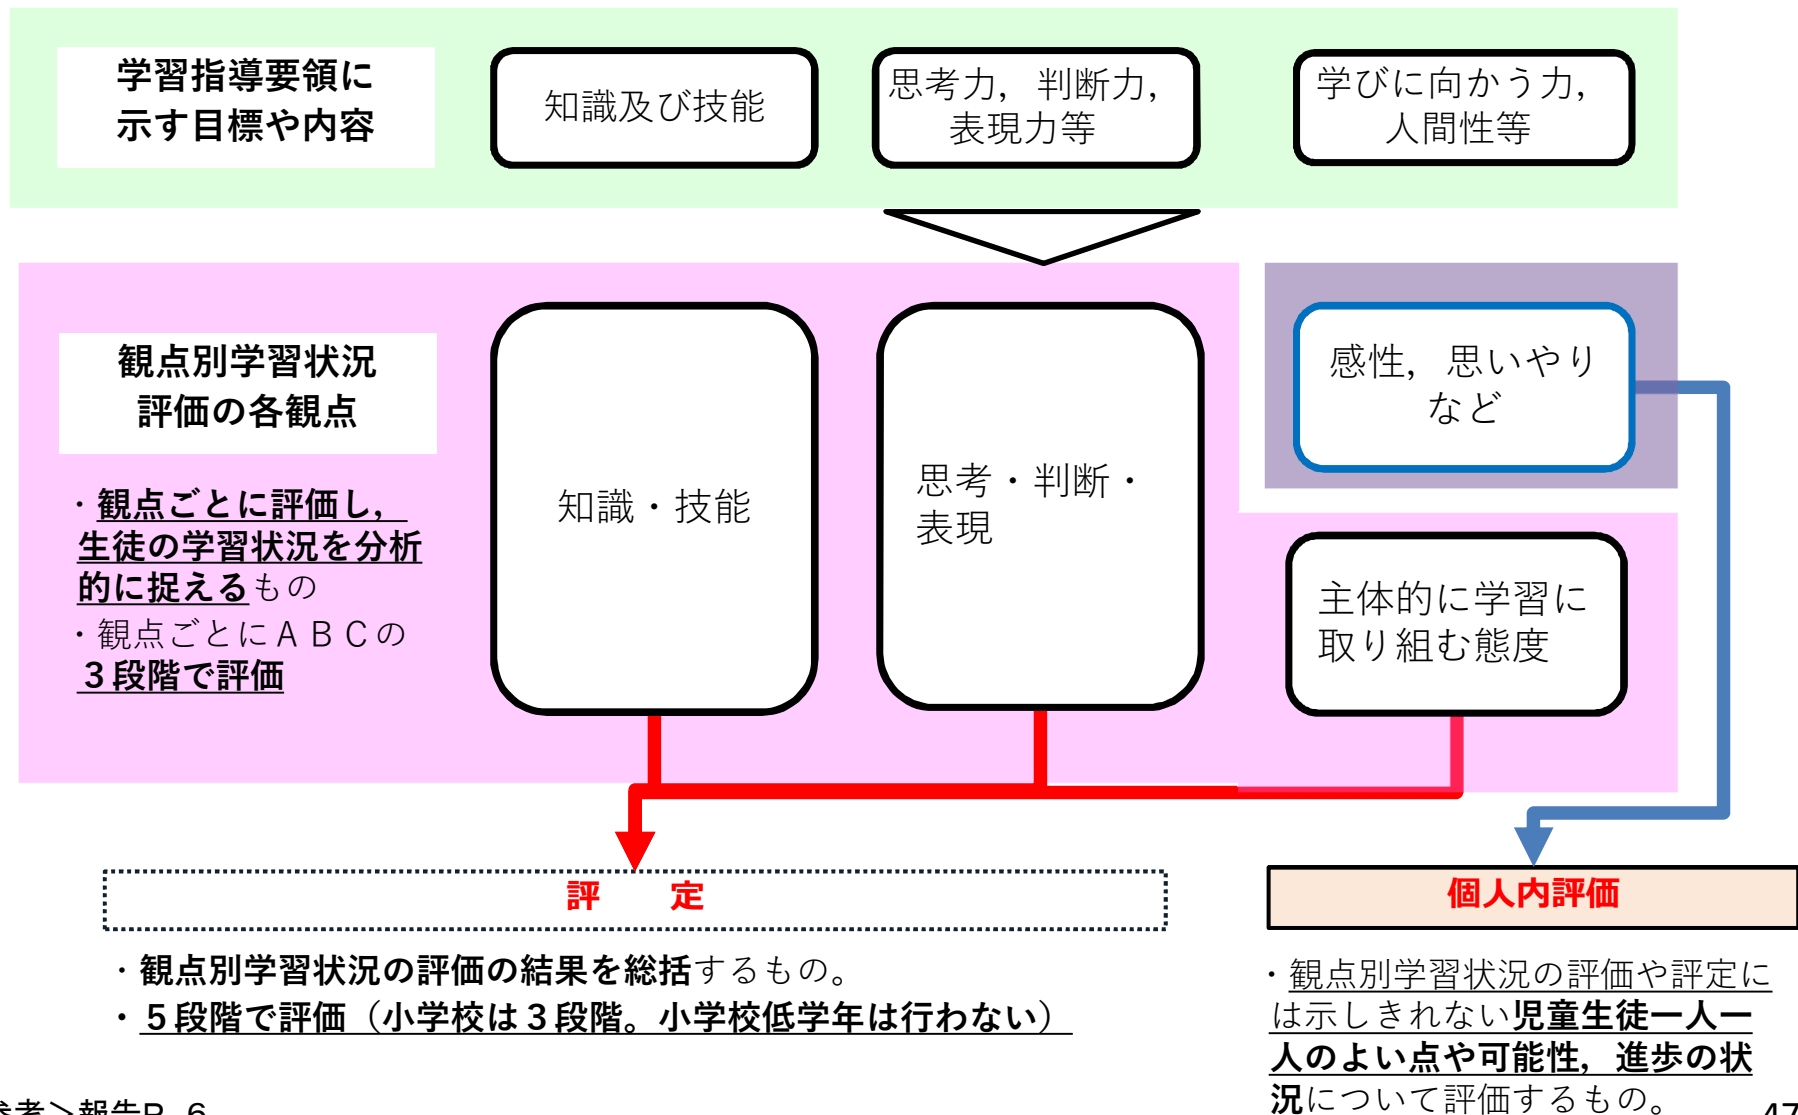 学習指導要領に
示す目標や内容
知識及び技能
思考力，判断力，
表現力等
学びに向かう力，
人間性等
観点別学習状況
評価の各観点
・観点ごとに評価し，
生徒の学習状況を分析
的に捉えるもの
・観点ごとにＡＢＣの
３段階で評価
知識・技能
思考・判断・
表現
感性，思いやり
など
主体的に学習に
取り組む態度
評　定
・観点別学習状況の評価の結果を総括するもの。
・５段階で評価（小学校は３段階。小学校低学年は行わない）
個人内評価
・観点別学習状況の評価や評定に
は示しきれない児童生徒一人一
人のよい点や可能性，進歩の状
況について評価するもの。
考＞報告P.6
47